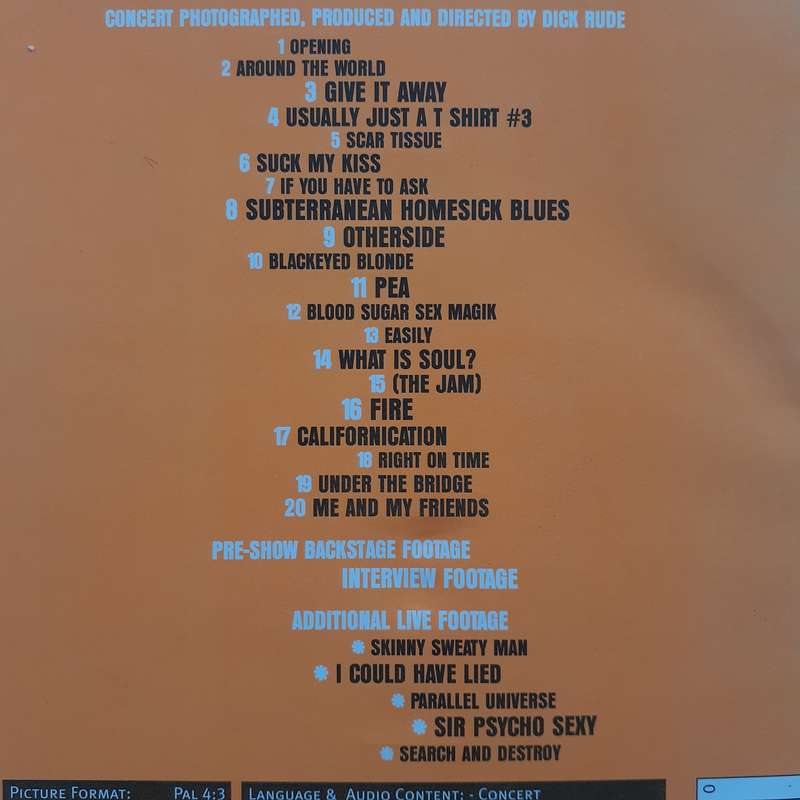 CONCERT PHOTOGRAPHED, PRODUCED AND DIRECTED BY DICK RUDE
1 OPENING
2 AROUND THE WORLD
3 GIVE IT AWAY
4 USUALLY JUST A T SHIRT #3
5 SCAR TISSUE
6 SUCK MY KISS
7 IF YOU HAVE TO ASK
8 SUBTERRANEAN HOMESICK BLUES
9 OTHERSIDE
10 BLACKEYED BLONDE
11 PEA
12 BLOOD SUGAR SEX MAGIK
13 EASILY
14 WHAT IS SOUL?
15 (THE JAM)
16 FIRE
17 CALIFORNICATION
18 RIGHT ON TIME
19 UNDER THE BRIDGE
20 ME AND MY FRIENDS
PRE-SHOW BACKSTAGE FOOTAGE
INTERVIEW FOOTAGE
ADDITIONAL LIVE FOOTAGE
* SKINNY SWEATY MAN
* I COULD HAVE LIED
* PARALLEL UNIVERSE
* SIR PSYCHO SEXY
* SEARCH AND DESTROY
PICTURE FORMAT: PAL 4:3
LANGUAGE & AUDIO CONTENT: - CONCERT
0